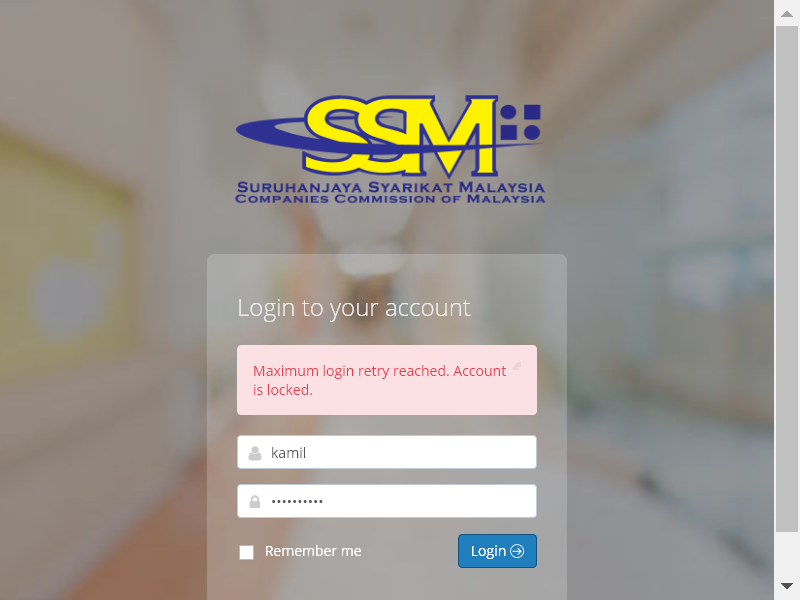 SSM
SURUHANJAYA SYARIKAT MALAYSIA
COMPANIES COMMISSION OF MALAYSIA
Login to your account
Maximum login retry reached. Account
is locked.
kamil
••••••••••
Remember me
Login